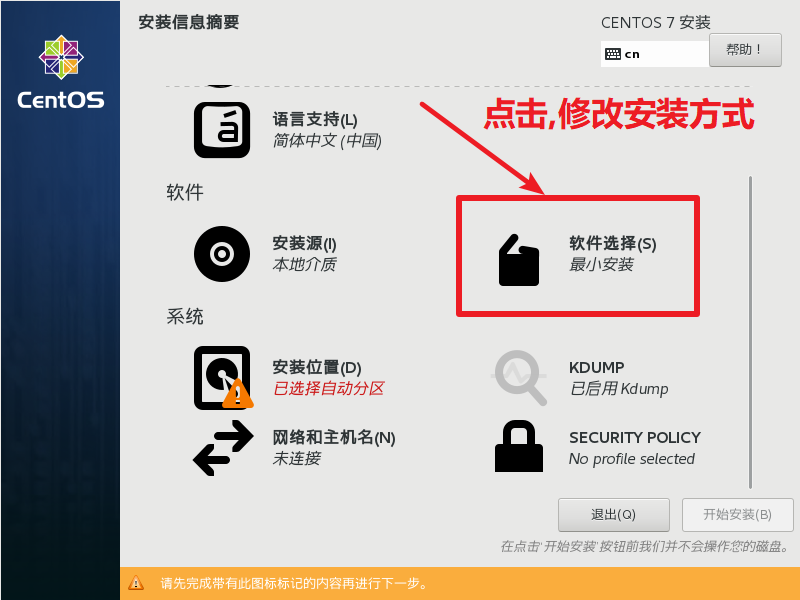 安装信息摘要
CENTOS 7 安装
cn
帮助！
CentOS
点击,修改安装方式
语言支持(L)
简体中文 (中国)
软件
安装源(I)
本地介质
软件选择(S)
最小安装
系统
安装位置(D)
已选择自动分区
KDUMP
已启用 Kdump
网络和主机名(N)
未连接
SECURITY POLICY
No profile selected
退出(Q)
开始安装(B)
在点击'开始安装'按钮前我们并不会操作您的磁盘。
请先完成带有此图标标记的内容再进行下一步。